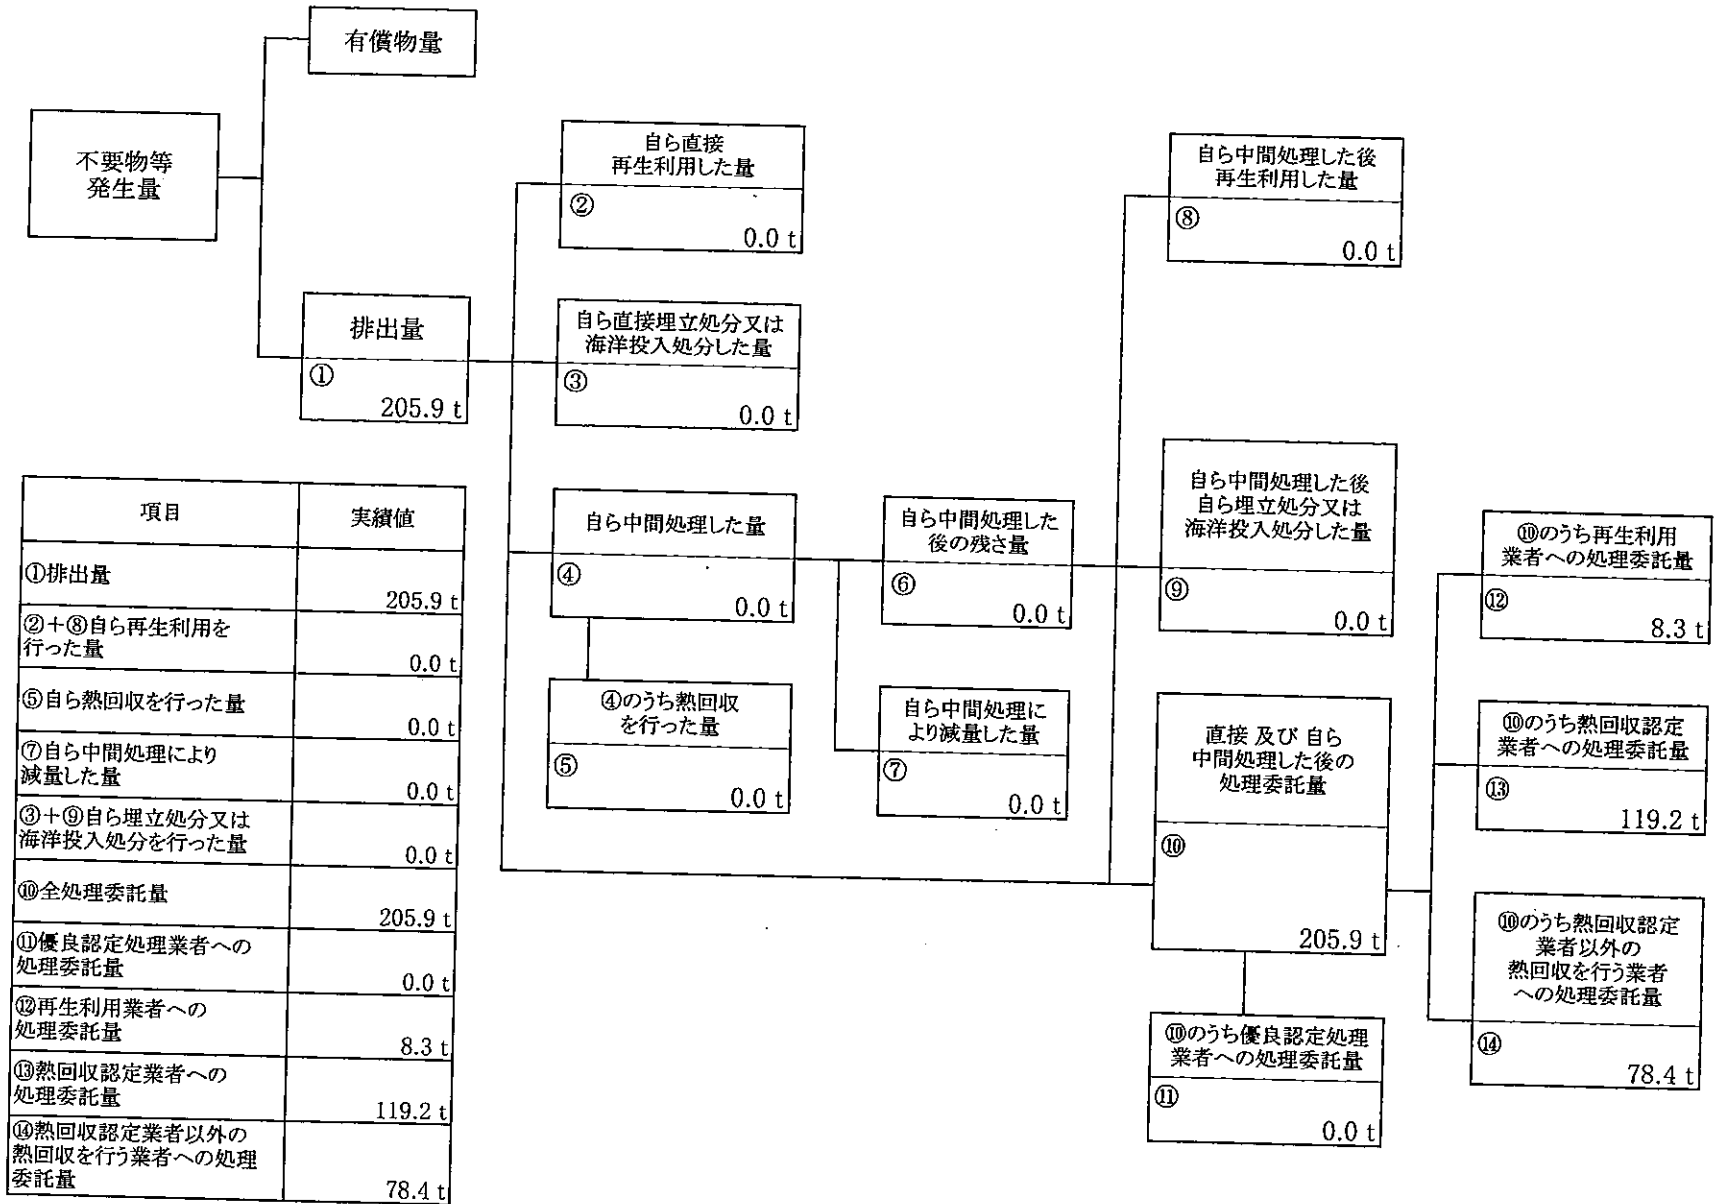 有償物量
不要物等
発生量
排出量
①
205.9 t
自ら直接
再生利用した量
②
0.0 t
自ら直接埋立処分又は
海洋投入処分した量
③
0.0 t
自ら中間処理した量
④
0.0 t
④のうち熱回収
を行った量
⑤
0.0 t
自ら中間処理した
後の残さ量
⑥
0.0 t
自ら中間処理に
より減量した量
⑦
0.0 t
自ら中間処理した後
再生利用した量
⑧
0.0 t
自ら中間処理した後
自ら埋立処分又は
海洋投入処分した量
⑨
0.0 t
直接 及び 自ら
中間処理した後の
処理委託量
⑩
205.9 t
⑩のうち優良認定処理
業者への処理委託量
⑪
0.0 t
⑩のうち再生利用
業者への処理委託量
⑫
8.3 t
⑩のうち熱回収認定
業者への処理委託量
⑬
119.2 t
⑩のうち熱回収認定
業者以外の
熱回収を行う業者
への処理委託量
⑭
78.4 t
項目 実績値
①排出量
205.9 t
②+⑧自ら再生利用を
行った量
0.0 t
⑤自ら熱回収を行った量
0.0 t
⑦自ら中間処理により
減量した量
0.0 t
③+⑨自ら埋立処分又は
海洋投入処分を行った量
0.0 t
⑩全処理委託量
205.9 t
⑪優良認定処理業者への
処理委託量
0.0 t
⑫再生利用業者への
処理委託量
8.3 t
⑬熱回収認定業者への
処理委託量
119.2 t
⑭熱回収認定業者以外の
熱回収を行う業者への処理
委託量
78.4 t